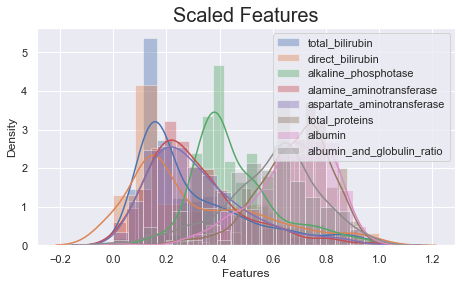 Scaled Features
total_bilirubin
direct_bilirubin
alkaline_phosphotase
alamine_aminotransferase
aspartate_aminotransferase
total_proteins
albumin
albumin_and_globulin_ratio
Density
5
4
3
2
1
0
−0.2 0.0 0.2 0.4 0.6 0.8 1.0 1.2
Features